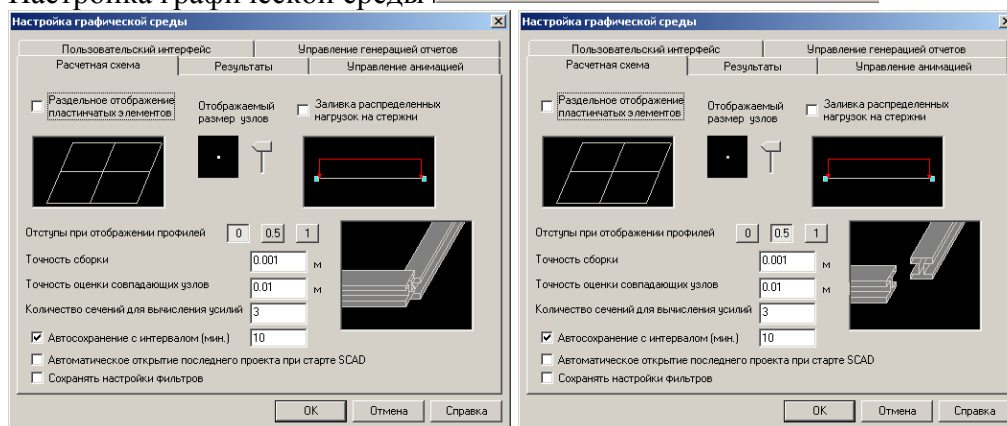 Настройка графической среды
Настройка графической среды
Пользовательский интерфейс
Управление генерацией отчетов
Расчетная схема
Результаты
Управление анимацией
Раздельное отображение
пластинчатых элементов
Отображаемый
размер узлов
Заливка распределенных
нагрузок на стержни
Отступы при отображении профилей 0 0.5 1
Точность сборки 0.001 м
Точность оценки совпадающих узлов 0.01 м
Количество сечений для вычисления усилий 3
Автосохранение с интервалом (мин.) 10
Автоматическое открытие последнего проекта при старте SCAD
Сохранять настройки фильтров
OK Отмена Справка
Настройка графической среды
Пользовательский интерфейс
Управление генерацией отчетов
Расчетная схема
Результаты
Управление анимацией
Раздельное отображение
пластинчатых элементов
Отображаемый
размер узлов
Заливка распределенных
нагрузок на стержни
Отступы при отображении профилей 0 0.5 1
Точность сборки 0.001 м
Точность оценки совпадающих узлов 0.01 м
Количество сечений для вычисления усилий 3
Автосохранение с интервалом (мин.) 10
Автоматическое открытие последнего проекта при старте SCAD
Сохранять настройки фильтров
OK Отмена Справка